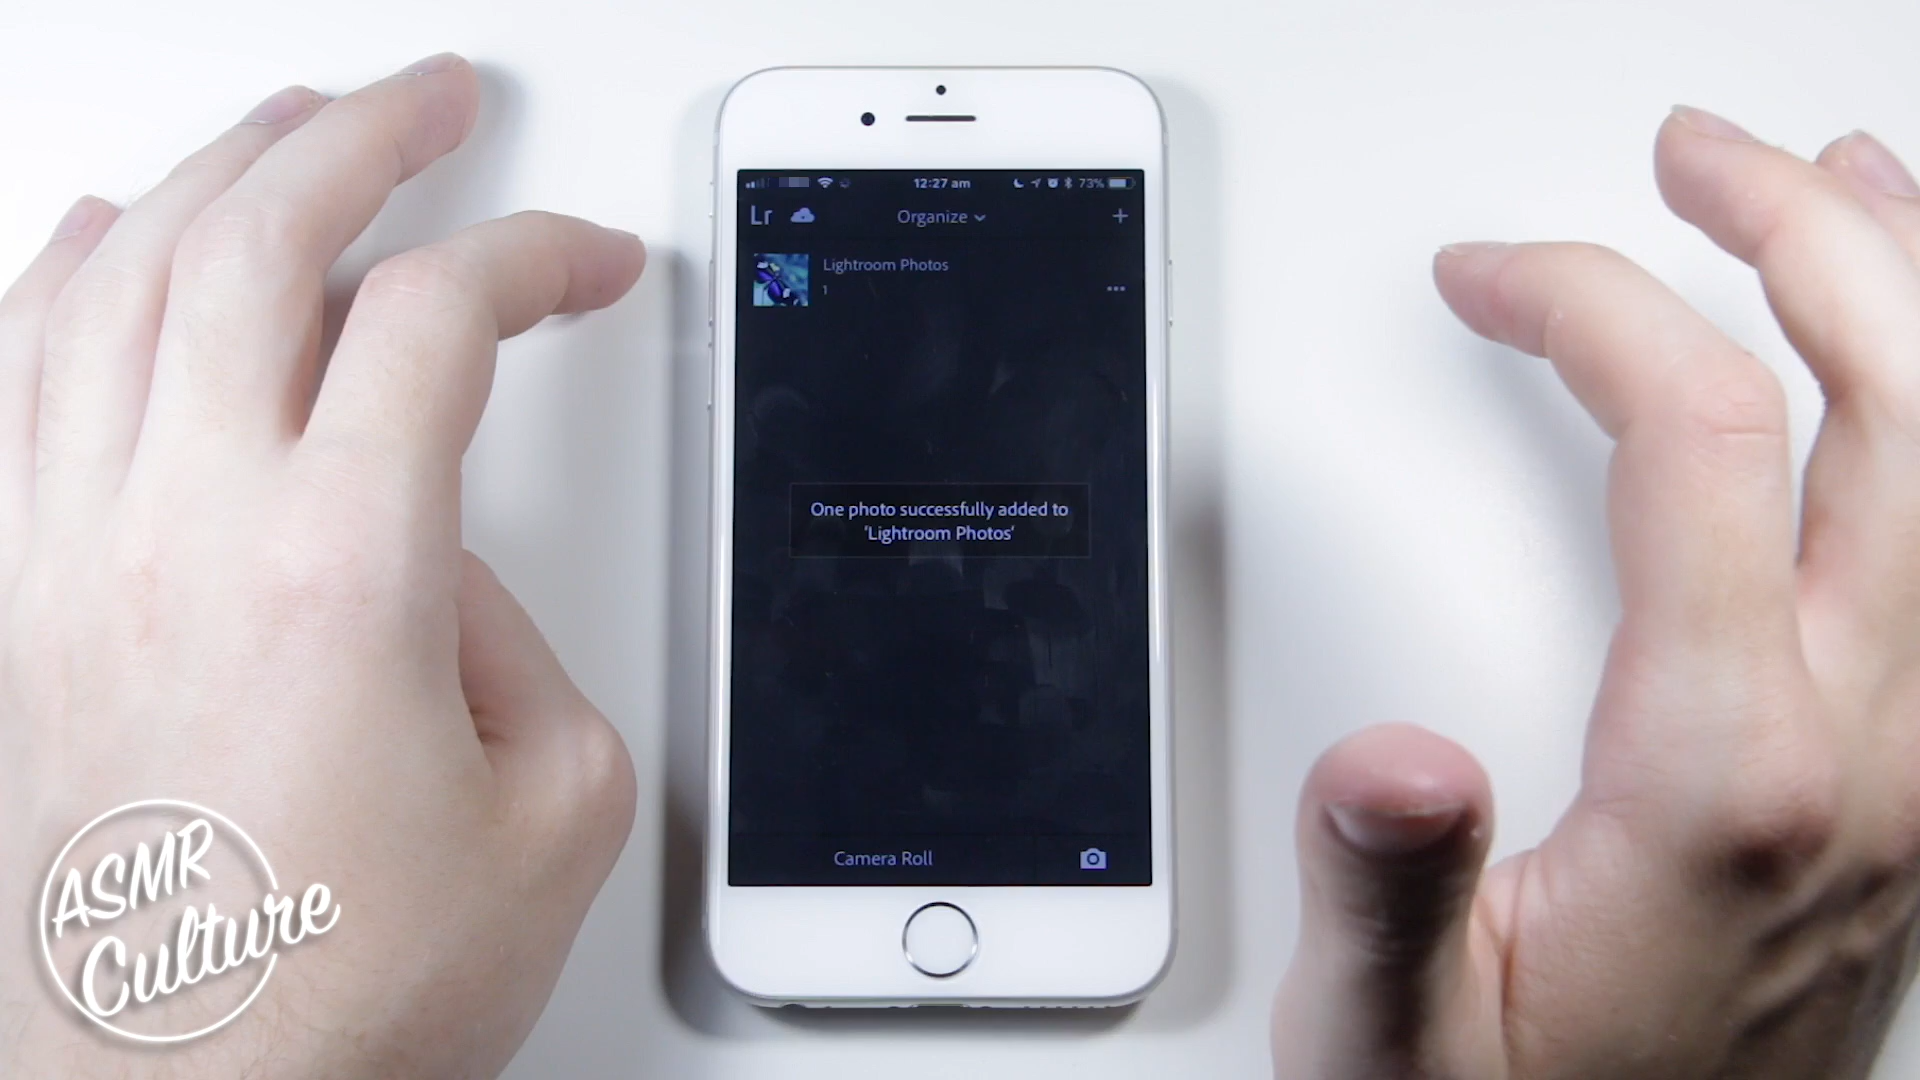 12:27 am
73%
Lr
Organize
+
Lightroom Photos
1
One photo successfully added to
'Lightroom Photos'
Camera Roll
ASMR
Culture